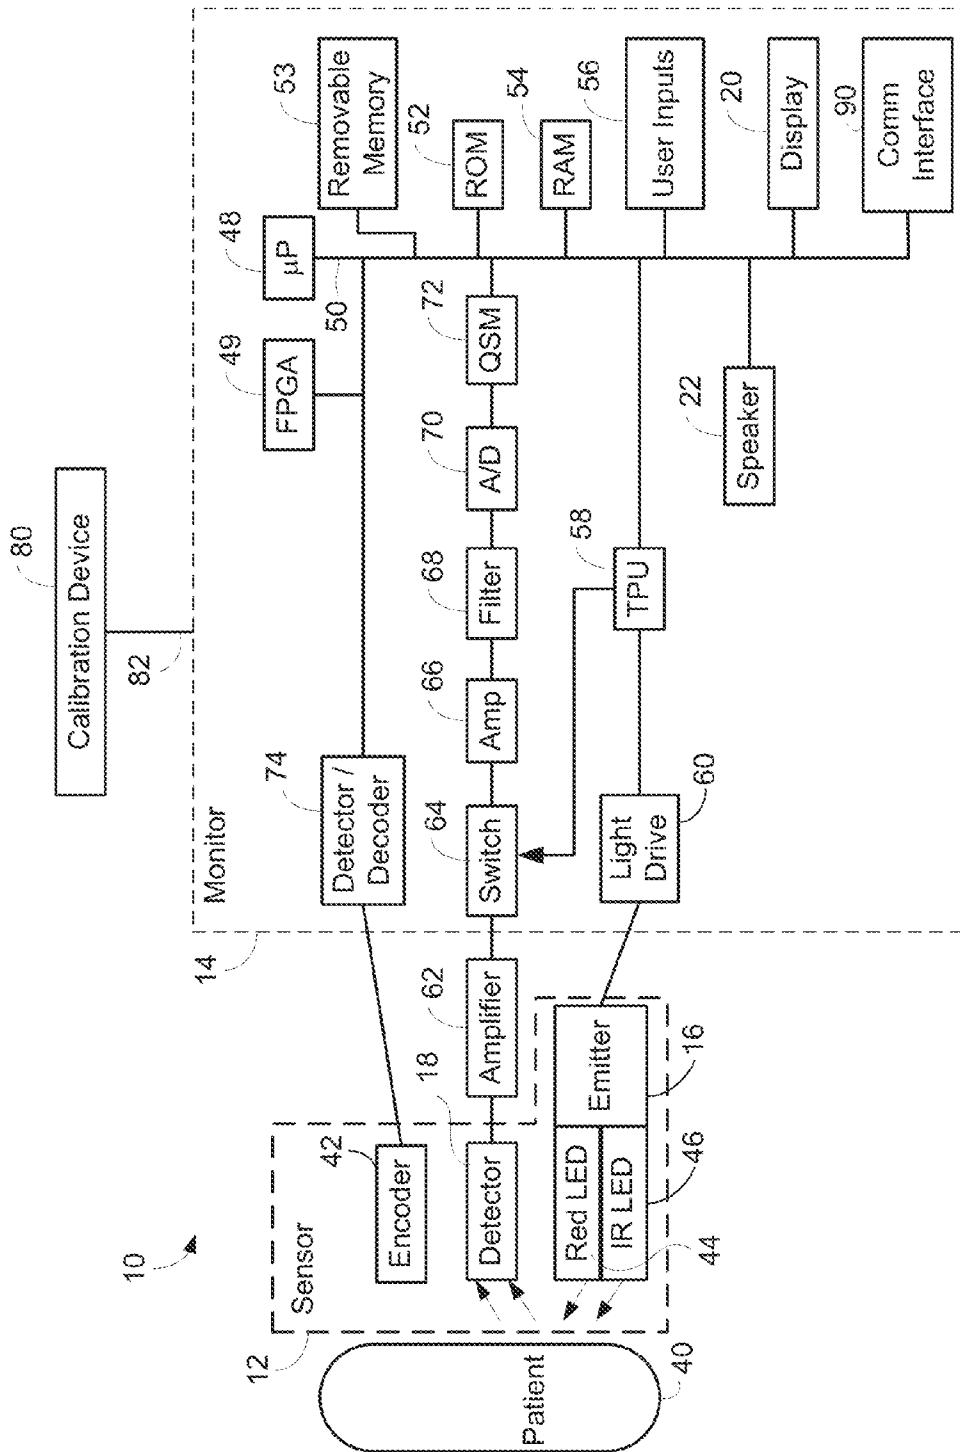 10
12
Sensor
Patient
40
42
Encoder
18
Detector
Red LED
IR LED
44
46
Emitter
16
62
Amplifier
14
Monitor
80
Calibration Device
82
74
Detector /
Decoder
64
Switch
66
Amp
68
Filter
70
A/D
72
QSM
60
Light
Drive
58
TPU
22
Speaker
49
FPGA
48
µP
50
53
Removable
Memory
52
ROM
54
RAM
56
User Inputs
20
Display
90
Comm
Interface